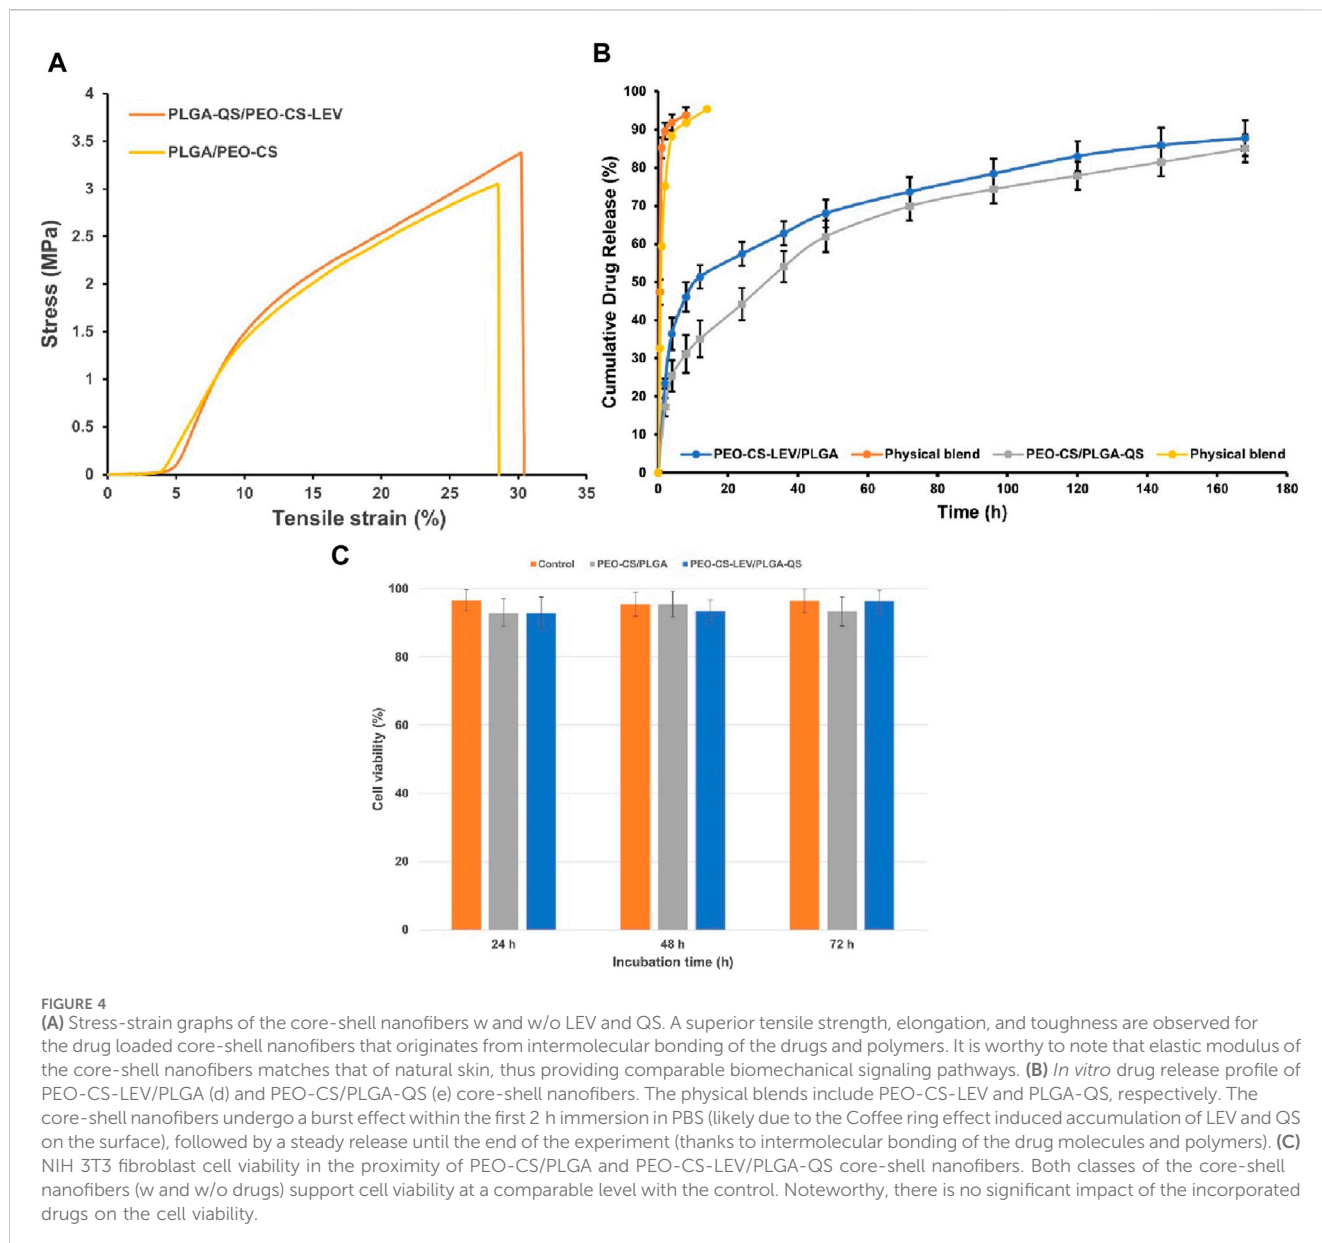 A
4
3.5
3
2.5
2
1.5
1
0.5
0
Stress (MPa)
PLGA-QS/PEO-CS-LEV
PLGA/PEO-CS
0 5 10 15 20 25 30 35
Tensile strain (%)
B
100
90
80
70
60
50
40
30
20
10
0
Cumulative Drug Release (%)
PEO-CS-LEV/PLGA Physical blend PEO-CS/PLGA-QS Physical blend
0 20 40 60 80 100 120 140 160 180
Time (h)
C
Control PEO-CS/PLGA PEO-CS-LEV/PLGA-QS
100
80
60
40
20
0
Cell viability (%)
24 h 48 h 72 h
Incubation time (h)
FIGURE 4
(A) Stress-strain graphs of the core-shell nanofibers w and w/o LEV and QS. A superior tensile strength, elongation, and toughness are observed for
the drug loaded core-shell nanofibers that originates from intermolecular bonding of the drugs and polymers. It is worthy to note that elastic modulus of
the core-shell nanofibers matches that of natural skin, thus providing comparable biomechanical signaling pathways. (B) In vitro drug release profile of
PEO-CS-LEV/PLGA (d) and PEO-CS/PLGA-QS (e) core-shell nanofibers. The physical blends include PEO-CS-LEV and PLGA-QS, respectively. The
core-shell nanofibers undergo a burst effect within the first 2 h immersion in PBS (likely due to the Coffee ring effect induced accumulation of LEV and QS
on the surface), followed by a steady release until the end of the experiment (thanks to intermolecular bonding of the drug molecules and polymers). (C)
NIH 3T3 fibroblast cell viability in the proximity of PEO-CS/PLGA and PEO-CS-LEV/PLGA-QS core-shell nanofibers. Both classes of the core-shell
nanofibers (w and w/o drugs) support cell viability at a comparable level with the control. Noteworthy, there is no significant impact of the incorporated
drugs on the cell viability.